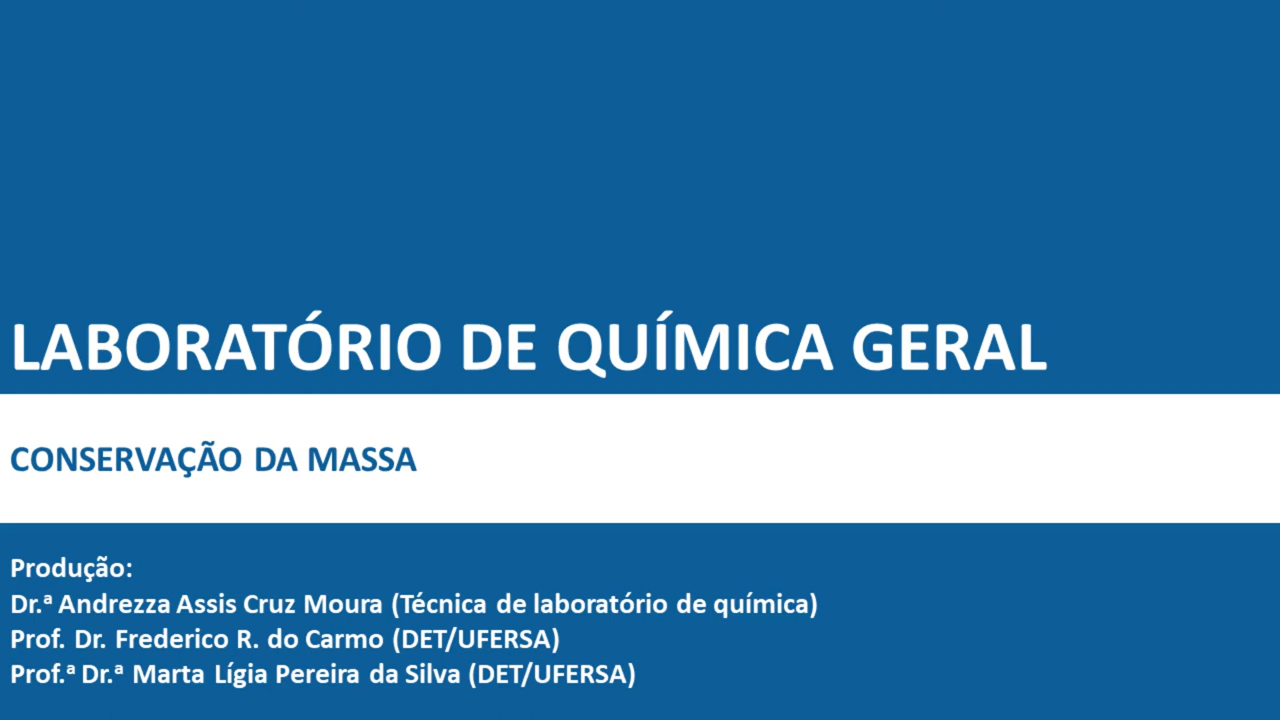 LABORATÓRIO DE QUÍMICA GERAL
CONSERVAÇÃO DA MASSA
Produção:
Dr.ª Andrezza Assis Cruz Moura (Técnica de laboratório de química)
Prof. Dr. Frederico R. do Carmo (DET/UFERSA)
Prof.ª Dr.ª Marta Lígia Pereira da Silva (DET/UFERSA)